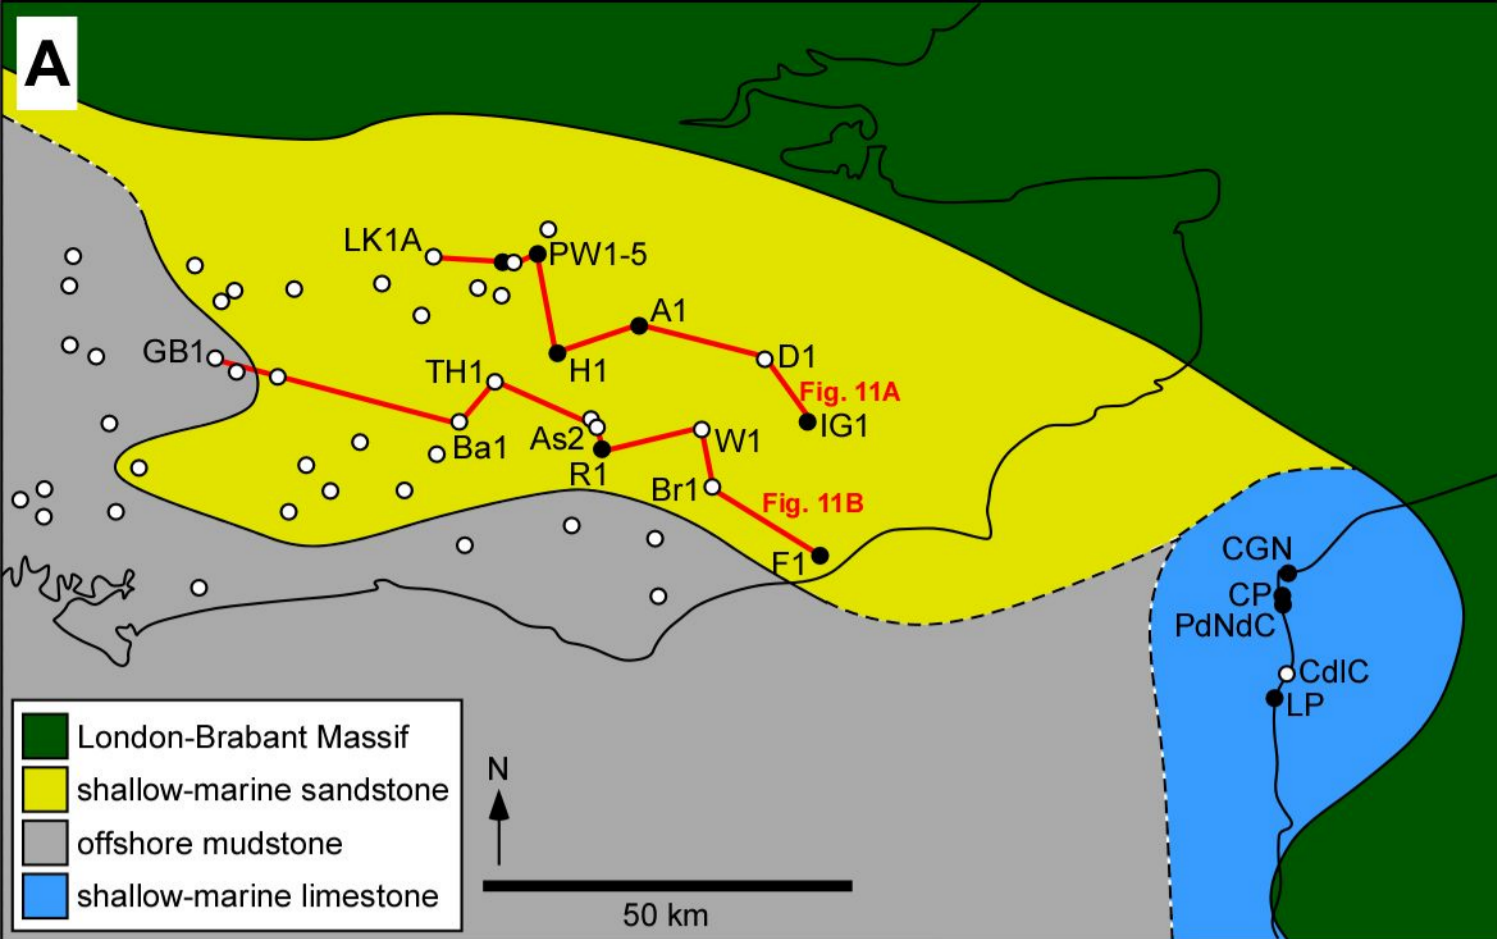 A
LK1A
PW1-5
A1
GB1
TH1
H1
D1
Fig. 11A
IG1
Ba1
As2
R1
W1
Br1
Fig. 11B
F1
CGN
CP
PdNdC
CdlC
LP
London-Brabant Massif
shallow-marine sandstone
offshore mudstone
shallow-marine limestone
N
50 km